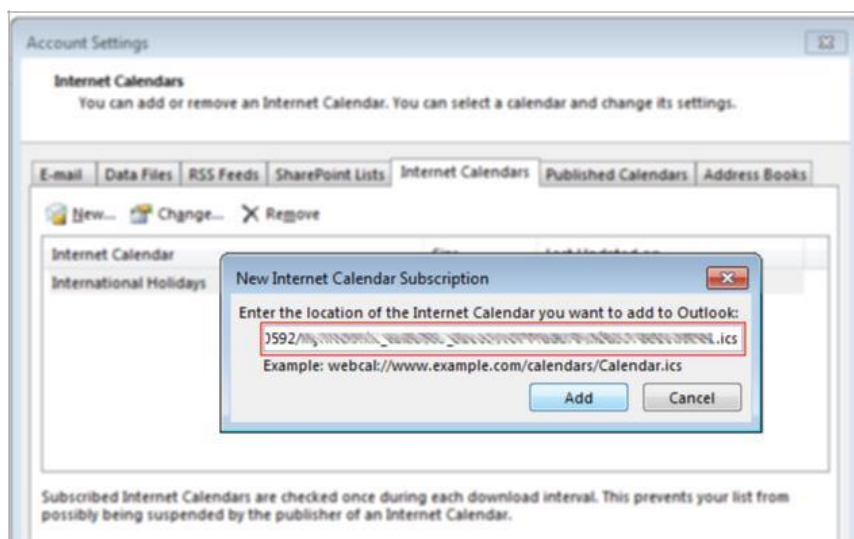 Account Settings
Internet Calendars
You can add or remove an Internet Calendar. You can select a calendar and change its settings.
E-mail Data Files RSS Feeds SharePoint Lists Internet Calendars Published Calendars Address Books
New... Change... Remove
Internet Calendar
International Holidays
New Internet Calendar Subscription
Enter the location of the Internet Calendar you want to add to Outlook:
.ics
Example: webcal://www.example.com/calendars/Calendar.ics
Add Cancel
Subscribed Internet Calendars are checked once during each download interval. This prevents your list from
possibly being suspended by the publisher of an Internet Calendar.